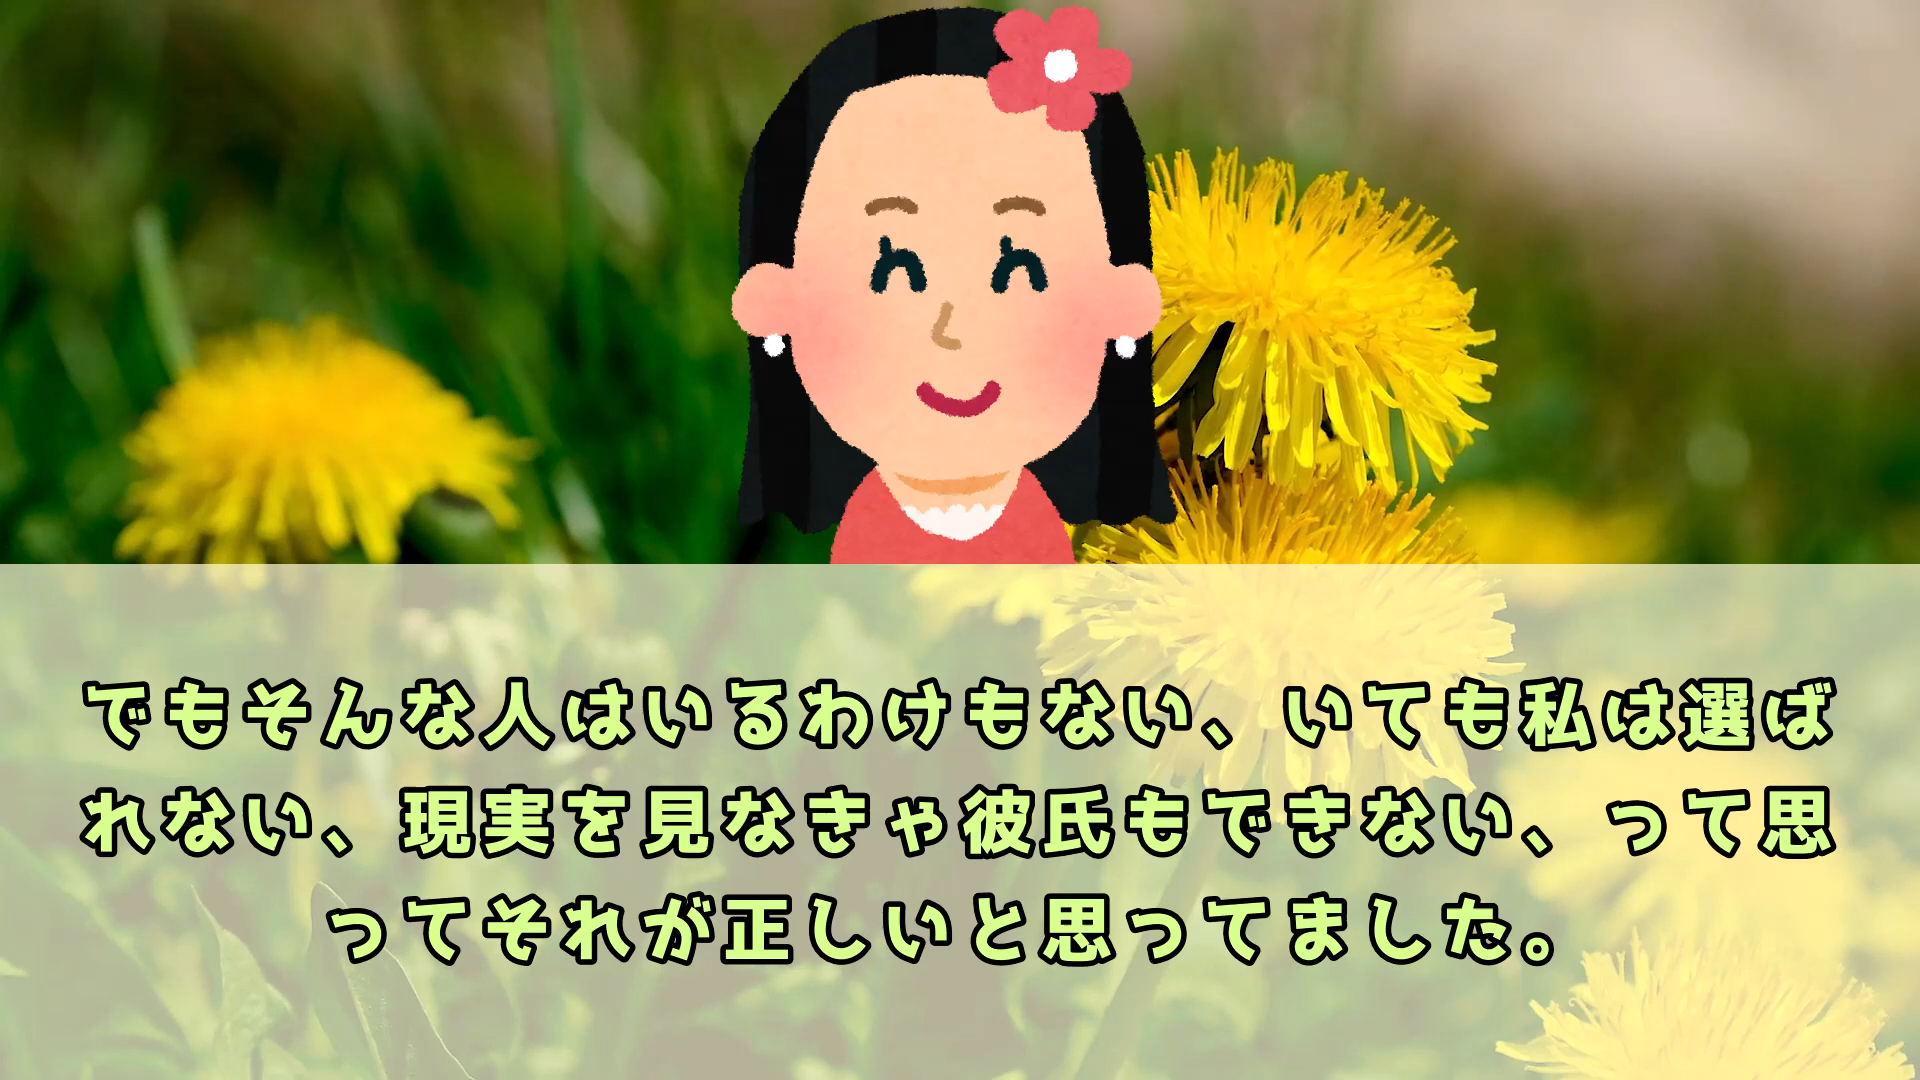 でもそんな人はいるわけもない、いても私は選ば
れない、現実を見なきゃ彼氏もできない、って思
ってそれが正しいと思ってました。